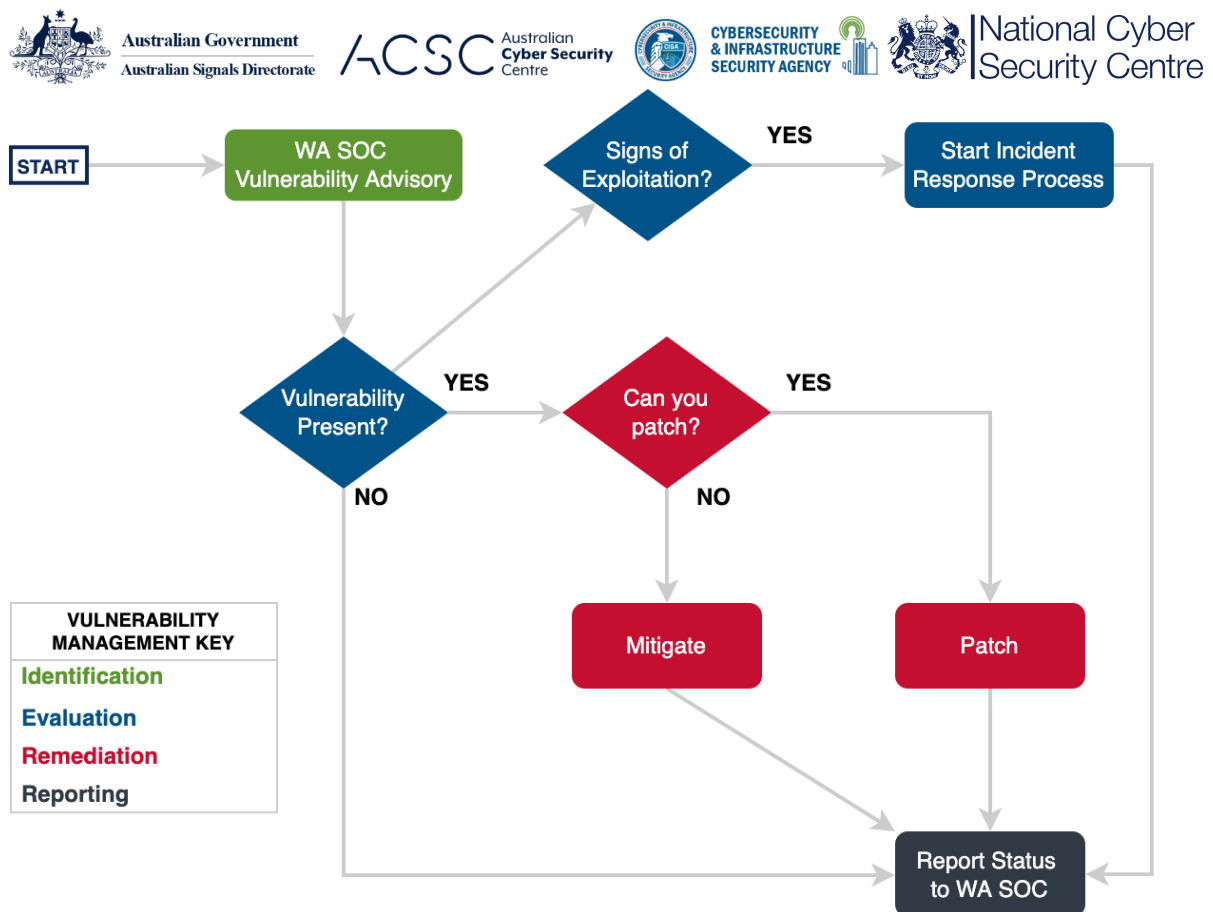 Australian Government
Australian Signals Directorate
ACSC
Australian
Cyber Security
Centre
CYBERSECURITY
& INFRASTRUCTURE
SECURITY AGENCY
National Cyber
Security Centre
START
WA SOC
Vulnerability Advisory
Signs of
Exploitation?
YES
Start Incident
Response Process
Vulnerability
Present?
YES
Can you
patch?
YES
NO
NO
Mitigate
Patch
VULNERABILITY
MANAGEMENT KEY
Identification
Evaluation
Remediation
Reporting
Report Status
to WA SOC